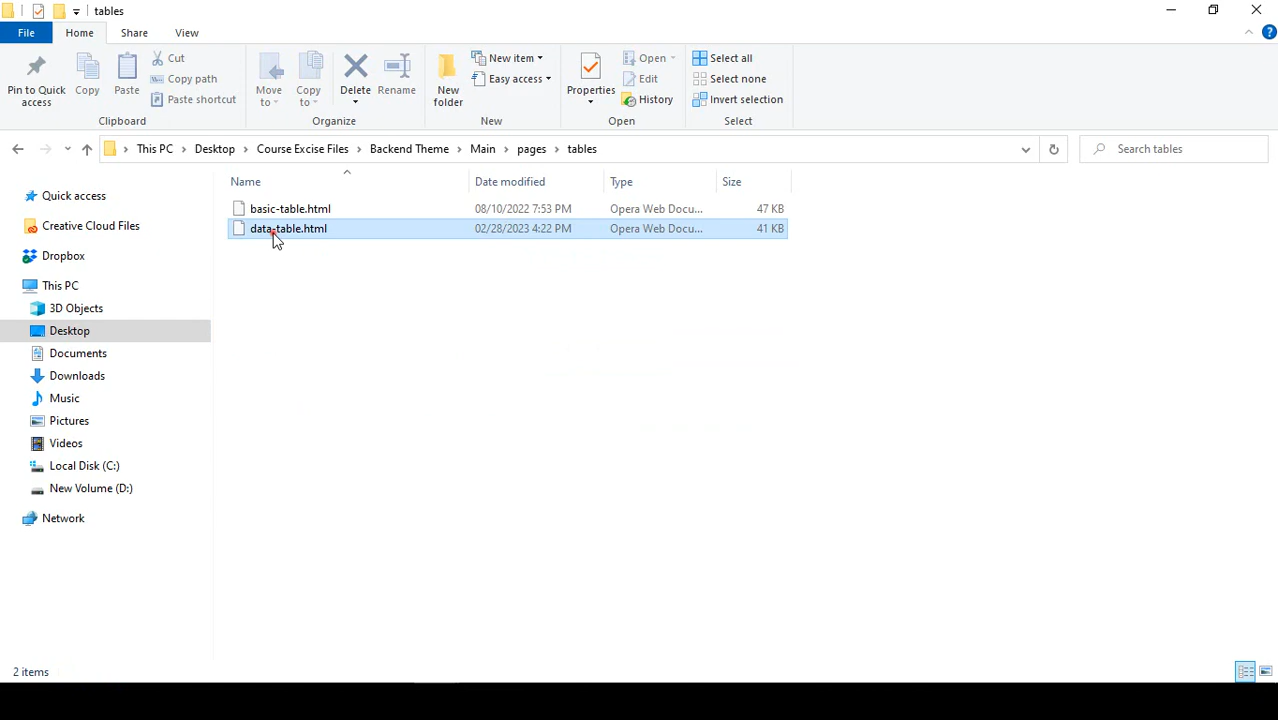 tables
File Home Share View
Pin to Quick access
Copy
Paste
Cut
Copy path
Paste shortcut
Clipboard
Move to
Copy to
Delete
Rename
Organize
New folder
New item
Easy access
New
Properties
Open
Edit
History
Open
Select all
Select none
Invert selection
Select
This PC > Desktop > Course Excise Files > Backend Theme > Main > pages > tables
Search tables
Name Date modified Type Size
basic-table.html 08/10/2022 7:53 PM Opera Web Docu... 47 KB
data-table.html 02/28/2023 4:22 PM Opera Web Docu... 41 KB
Quick access
Creative Cloud Files
Dropbox
This PC
3D Objects
Desktop
Documents
Downloads
Music
Pictures
Videos
Local Disk (C:)
New Volume (D:)
Network
2 items